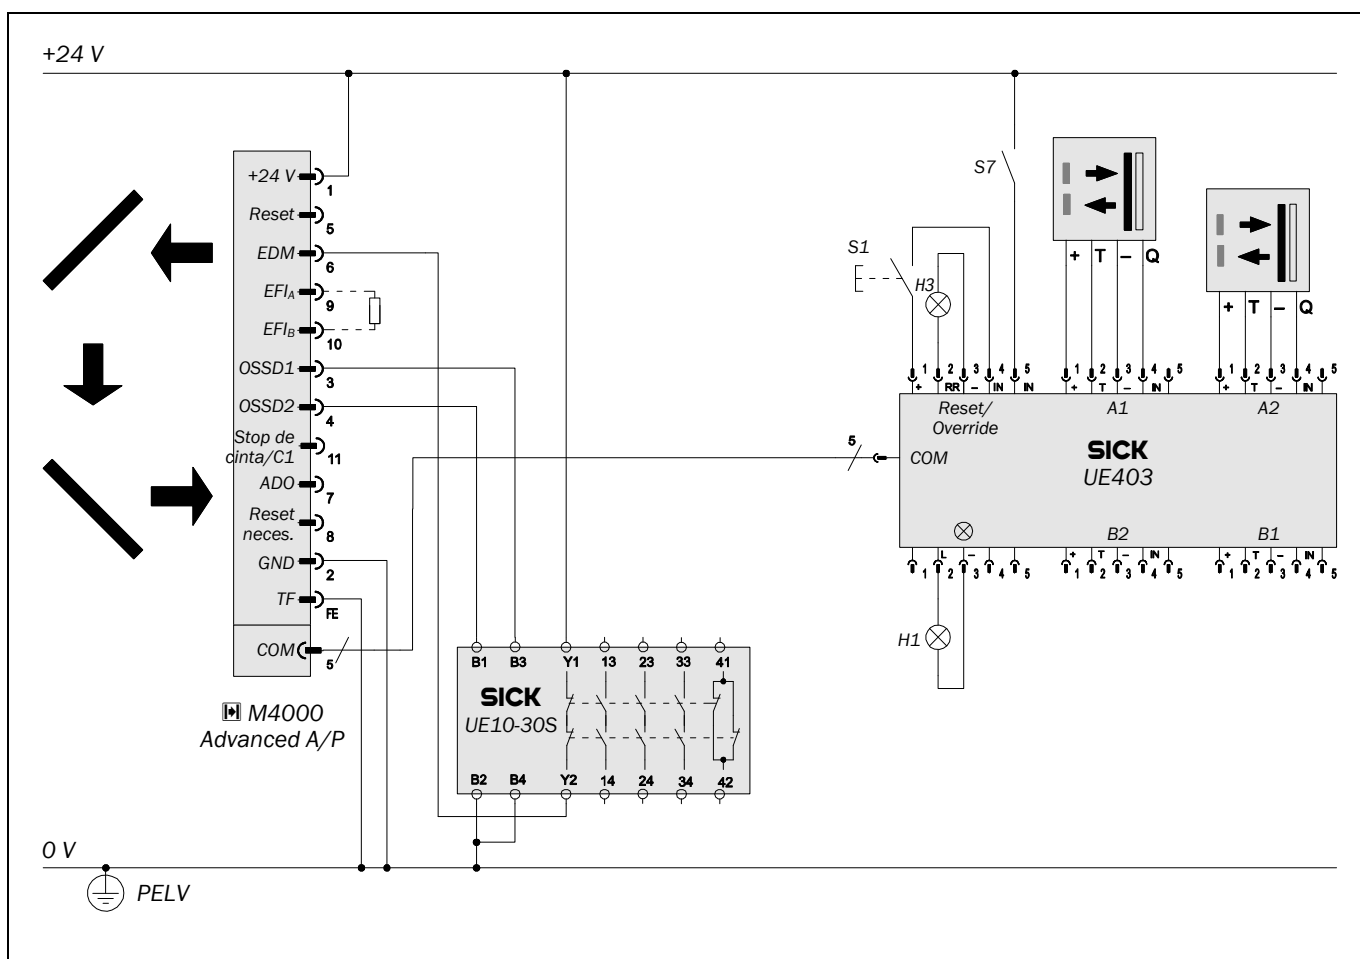 +24 V
+24 V
1
Reset
5
EDM
6
EFIA
9
EFIB
10
OSSD1
3
OSSD2
4
Stop de
cinta/C1
11
ADO
7
Reset
neces.
8
GND
2
TF
FE
COM
5
M4000
Advanced A/P
S7
S1
H3
+ T – Q
+ T – Q
1 2 3 4 5
+ RR – IN IN
1 2 3 4 5
+ T – IN
1 2 3 4 5
+ T – IN
Reset/
Override
A1
A2
5
COM
SICK
UE403
B2
B1
L –
1 2 3 4 5
+ T – IN
1 2 3 4 5
+ T – IN
1 2 3 4 5
H1
B1 B3 Y1 13 23 33 41
SICK
UE10-30S
B2 B4 Y2 14 24 34 42
0 V
PELV